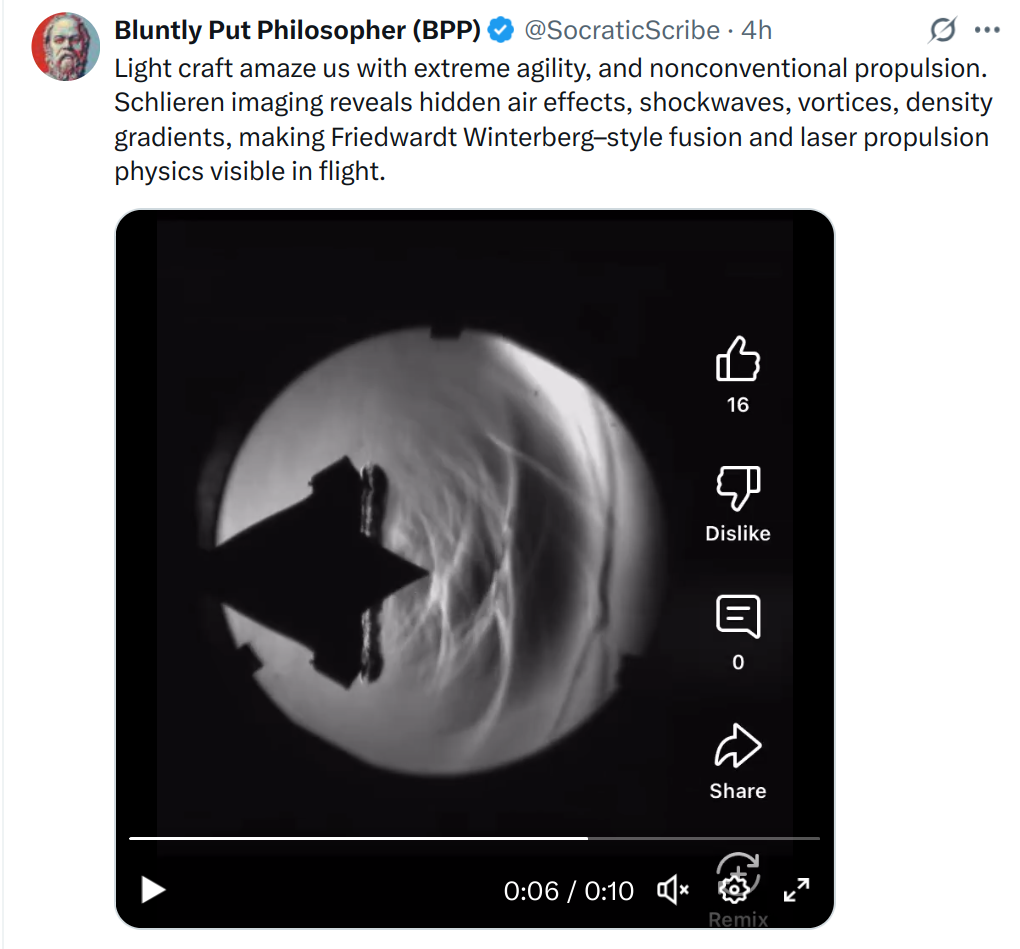 Bluntly Put Philosopher (BPP) @SocraticScribe · 4h
Light craft amaze us with extreme agility, and nonconventional propulsion.
Schlieren imaging reveals hidden air effects, shockwaves, vortices, density
gradients, making Friedwardt Winterberg–style fusion and laser propulsion
physics visible in flight.
16
Dislike
0
Share
0:06 / 0:10
Remix